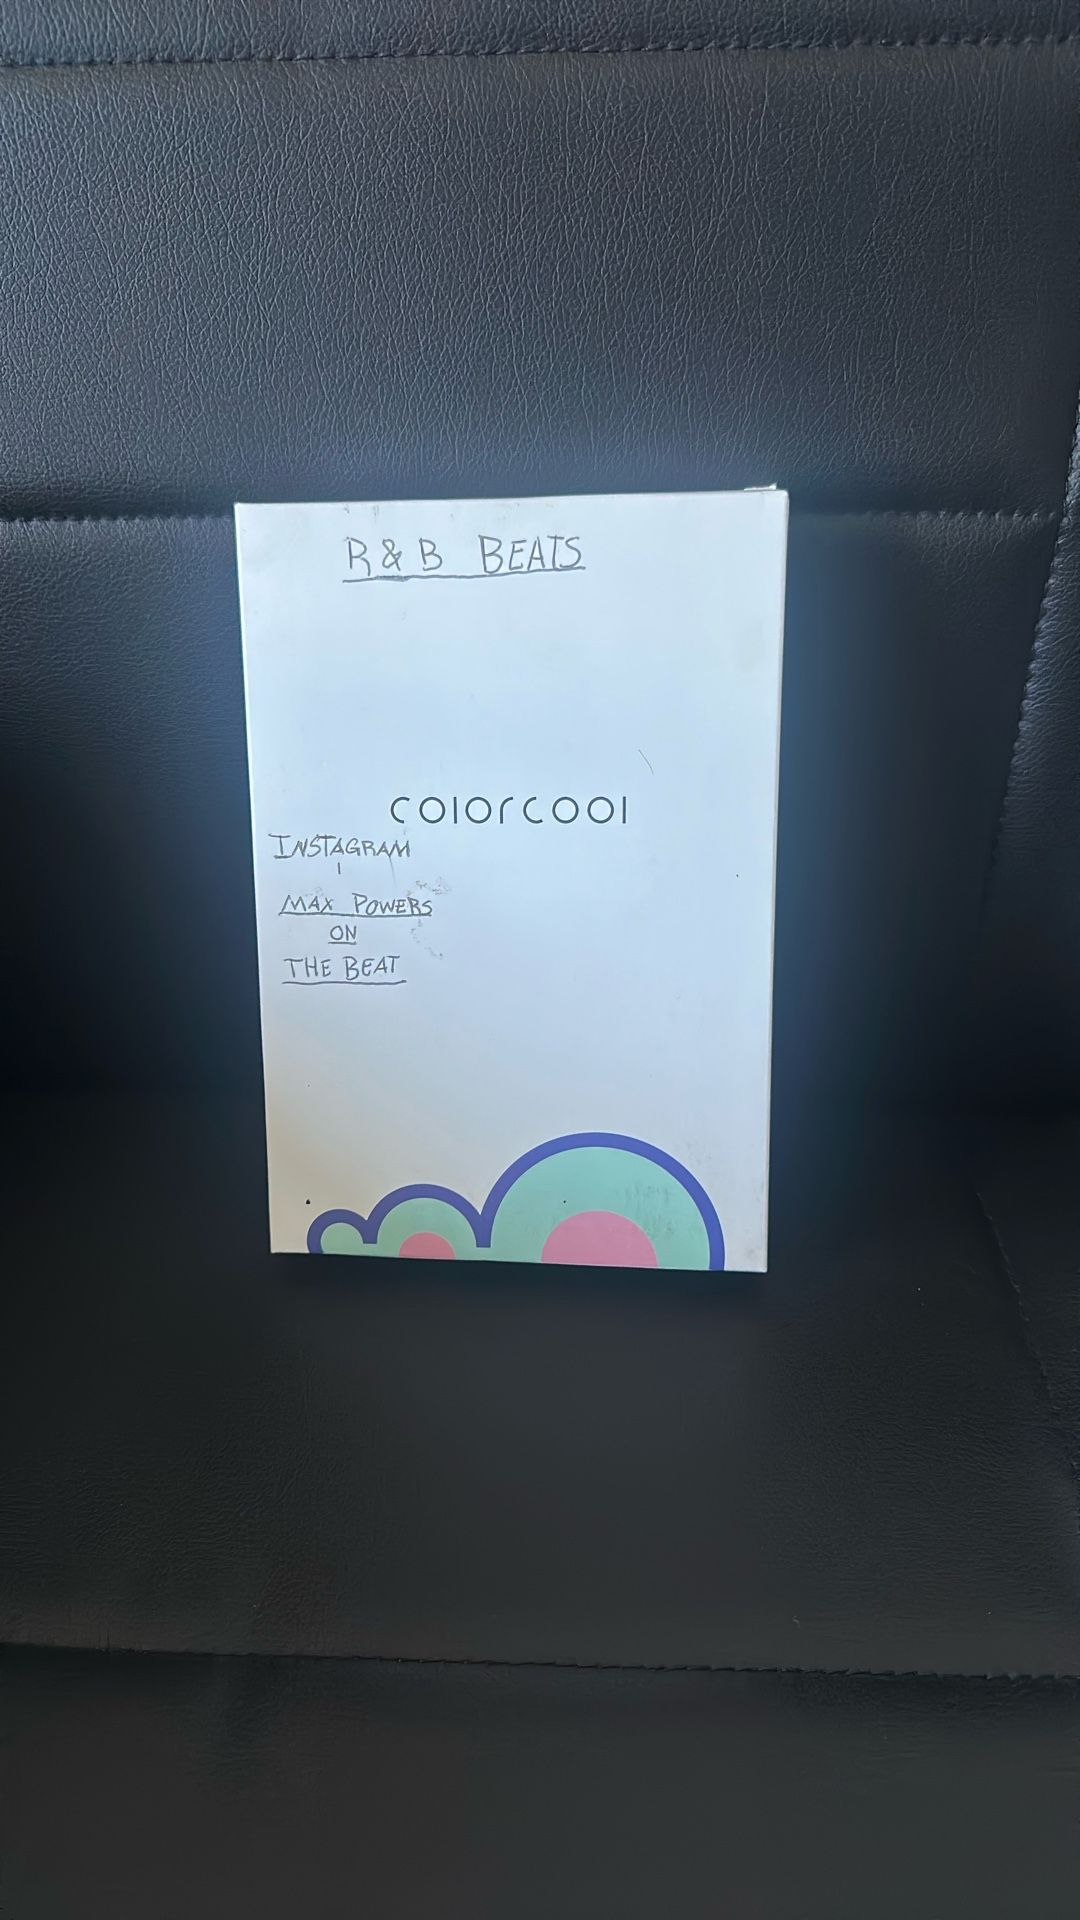 R & B BEATS
colorcool
INSTAGRAM
MAX POWERS
ON
THE BEAT